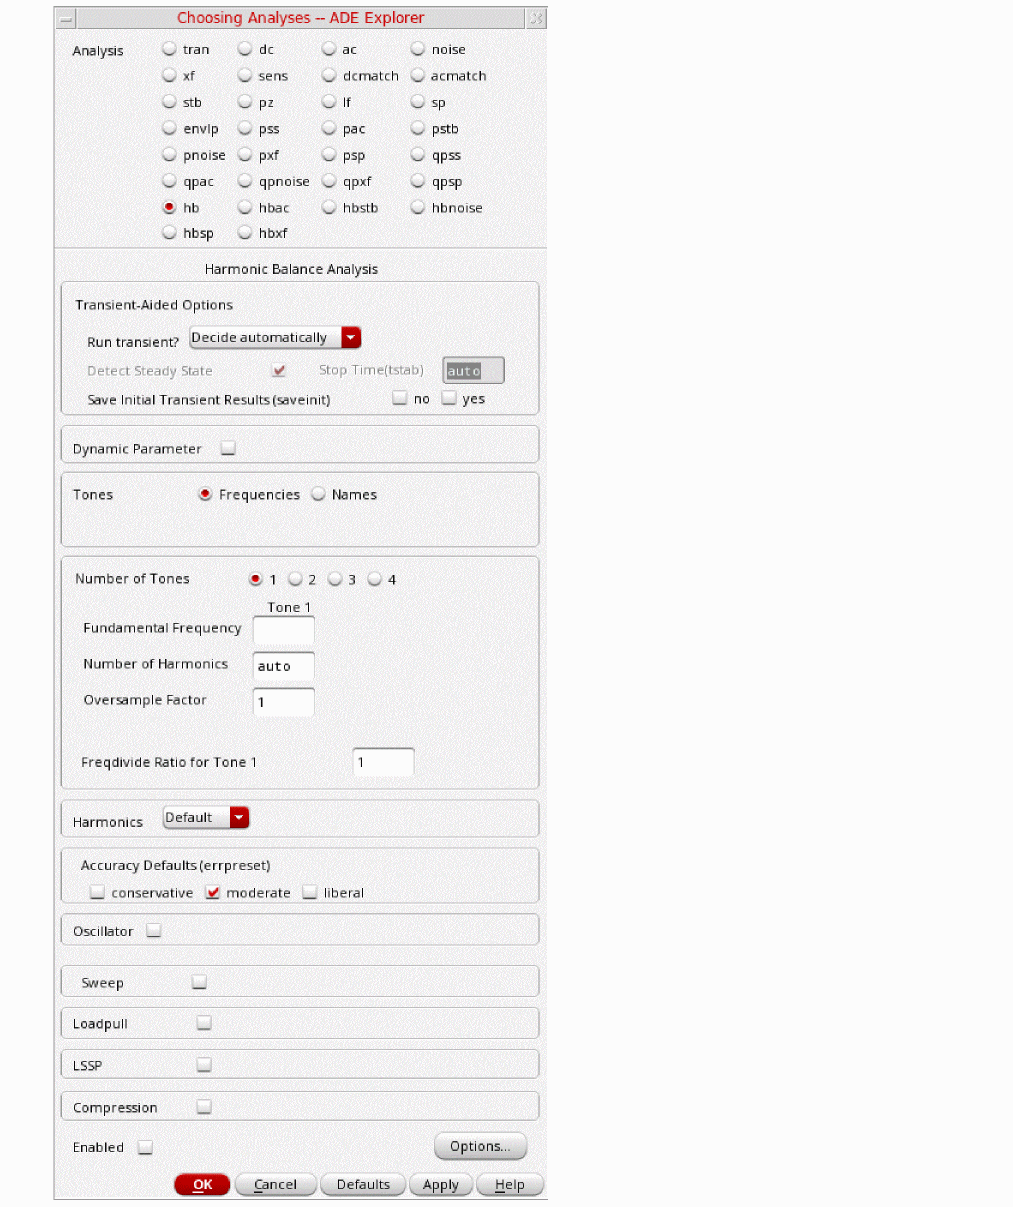 Choosing Analyses -- ADE Explorer
Analysis tran dc ac noise
xf sens dcmatch acmatch
stb pz lf sp
envlp pss pac pstb
pnoise pxf psp qpss
qpac qpnoise qpxf qpsp
hb hbac hbstb hbnoise
hbsp hbxf
Harmonic Balance Analysis
Transient-Aided Options
Run transient? Decide automatically
Detect Steady State Stop Time(tstab) auto
Save Initial Transient Results (saveinit) no yes
Dynamic Parameter
Tones Frequencies Names
Number of Tones 1 2 3 4
Tone 1
Fundamental Frequency
Number of Harmonics auto
Oversample Factor 1
Freqdivide Ratio for Tone 1 1
Harmonics Default
Accuracy Defaults (errpreset)
conservative moderate liberal
Oscillator
Sweep
Loadpull
LSSP
Compression
Enabled Options...
OK Cancel Defaults Apply Help